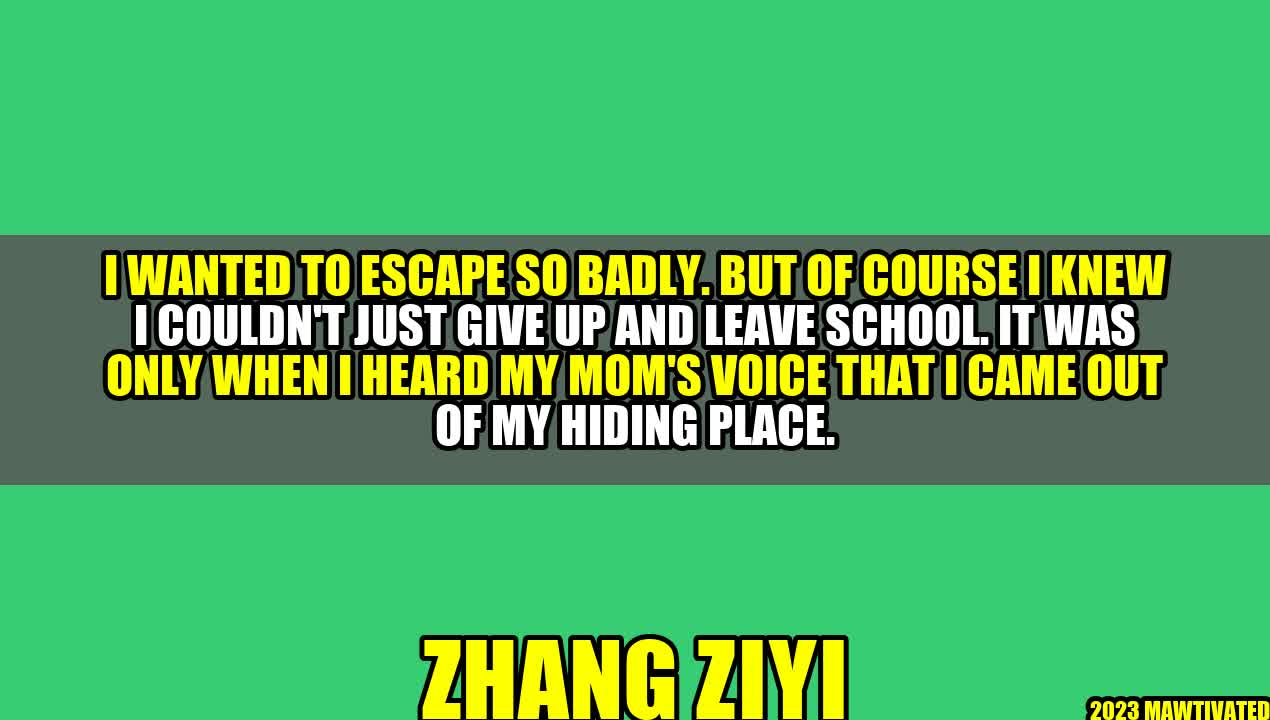 I WANTED TO ESCAPE SO BADLY. BUT OF COURSE I KNEW
I COULDN'T JUST GIVE UP AND LEAVE SCHOOL. IT WAS
ONLY WHEN I HEARD MY MOM'S VOICE THAT I CAME OUT
OF MY HIDING PLACE.
ZHANG ZIYI
2023 MAWTIVATED